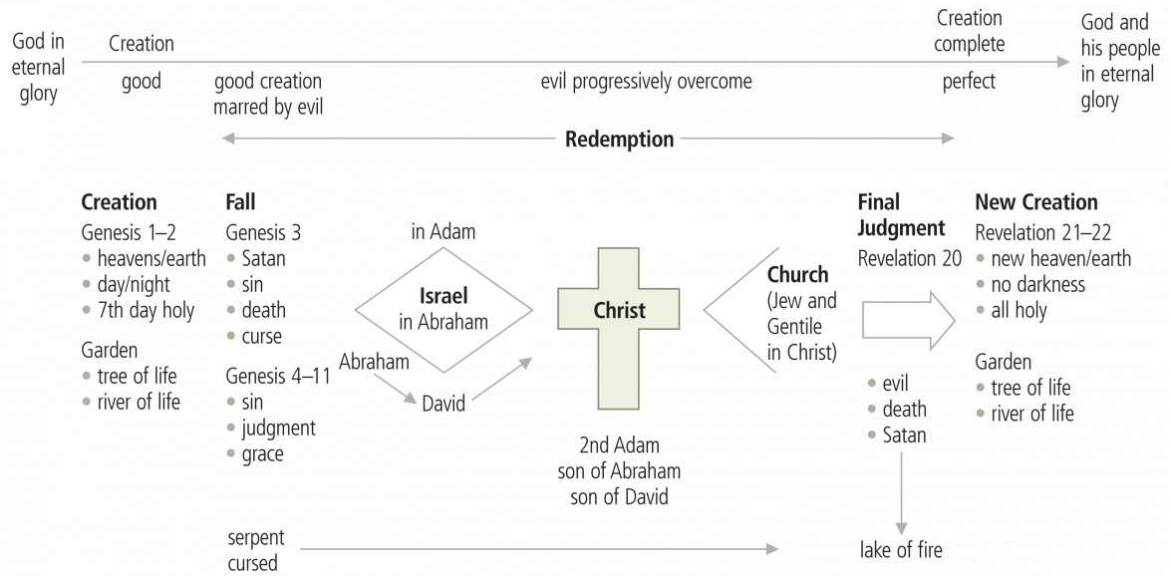 God in
eternal
glory
Creation
good
good creation
marred by evil
evil progressively overcome
Creation
complete
perfect
God and
his people
in eternal
glory
Redemption
Creation
Genesis 1–2
• heavens/earth
• day/night
• 7th day holy
Garden
• tree of life
• river of life
Fall
Genesis 3
• Satan
• sin
• death
• curse
Genesis 4–11
• sin
• judgment
• grace
in Adam
Israel
in Abraham
Abraham
David
Christ
2nd Adam
son of Abraham
son of David
Church
(Jew and
Gentile
in Christ)
Final
Judgment
Revelation 20
• evil
• death
• Satan
lake of fire
New Creation
Revelation 21–22
• new heaven/earth
• no darkness
• all holy
Garden
• tree of life
• river of life
serpent
cursed